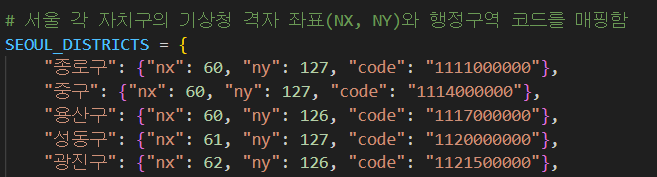 # 서울 각 자치구의 기상청 격자 좌표(NX, NY)와 행정구역 코드를 매핑함
SEOUL_DISTRICTS = {
    "종로구": {"nx": 60, "ny": 127, "code": "1111000000"},
    "중구": {"nx": 60, "ny": 127, "code": "1114000000"},
    "용산구": {"nx": 60, "ny": 126, "code": "1117000000"},
    "성동구": {"nx": 61, "ny": 127, "code": "1120000000"},
    "광진구": {"nx": 62, "ny": 126, "code": "1121500000"},